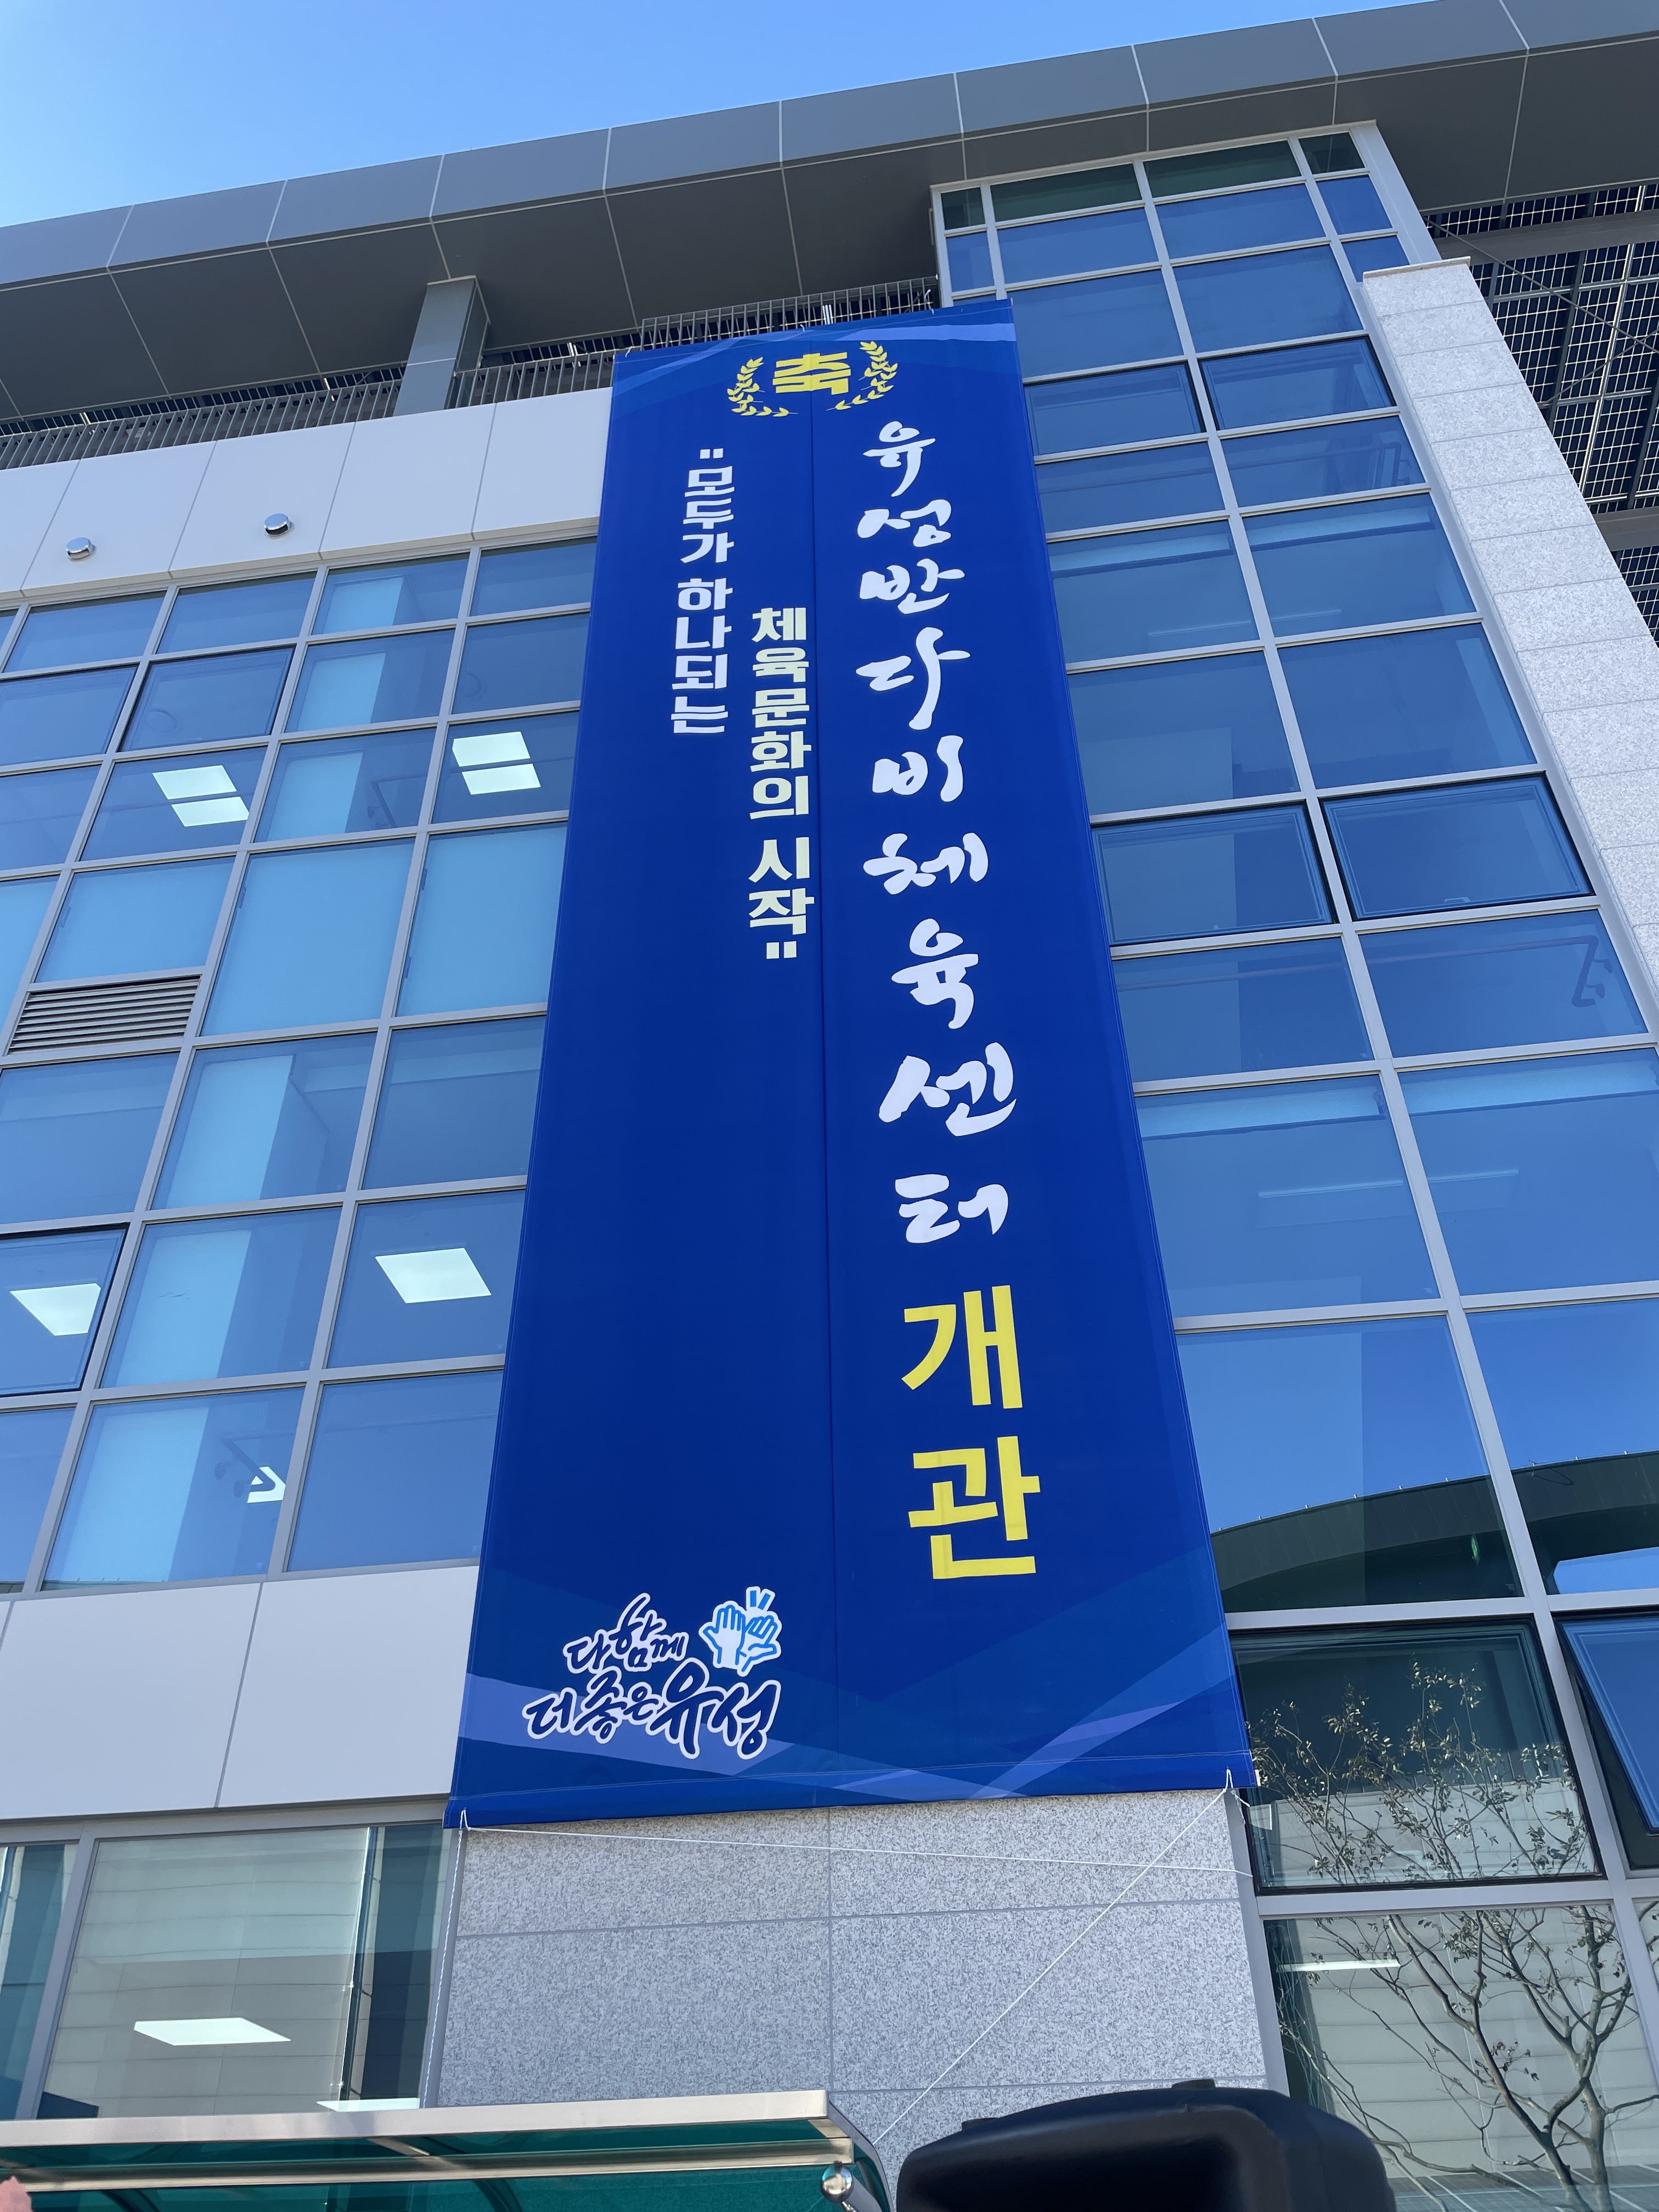 축
유성반다비체육센터 개관
"모두가 하나되는
체육문화의 시작"
다함께
더좋은유성